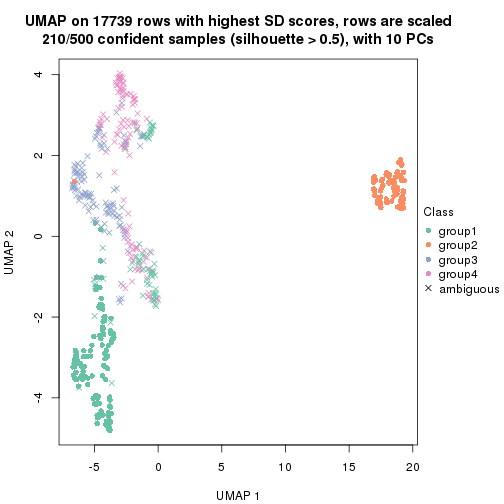 UMAP on 17739 rows with highest SD scores, rows are scaled
210/500 confident samples (silhouette > 0.5), with 10 PCs
4
2
0
-2
-4
UMAP 2
-5
0
5
10
15
20
UMAP 1
Class
group1
group2
group3
group4
ambiguous